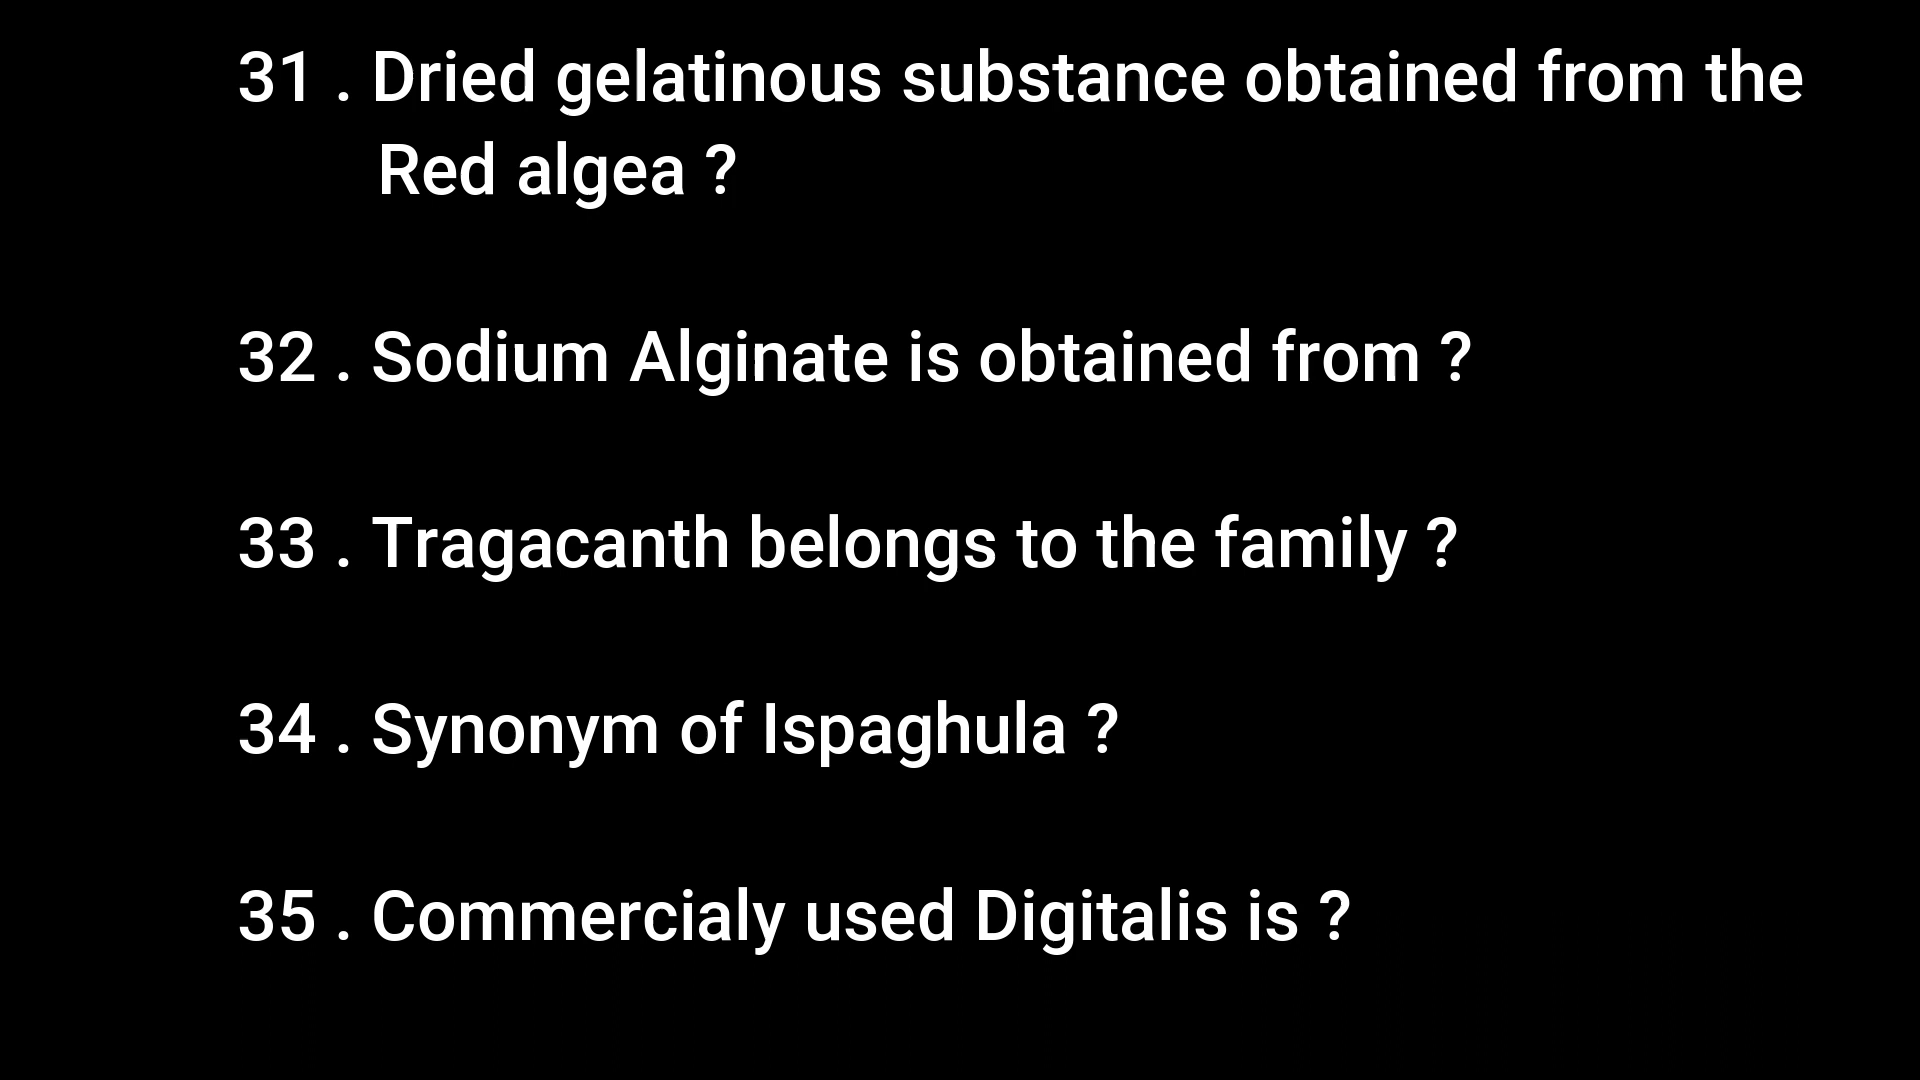 31 . Dried gelatinous substance obtained from the
Red algea ?
32 . Sodium Alginate is obtained from ?
33 . Tragacanth belongs to the family ?
34 . Synonym of Ispaghula ?
35 . Commercialy used Digitalis is ?